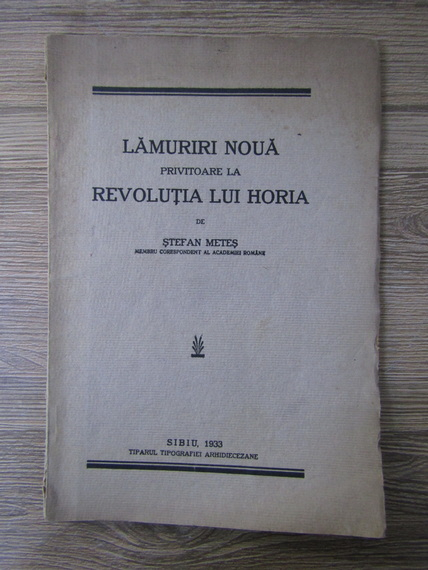 LĂMURIRI NOUĂ
PRIVITOARE LA
REVOLUȚIA LUI HORIA
DE
ȘTEFAN METEȘ
MEMBRU CORESPONDENT AL ACADEMIEI ROMÂNE
SIBIU, 1933
TIPARUL TIPOGRAFIEI ARHIDIECEZANE